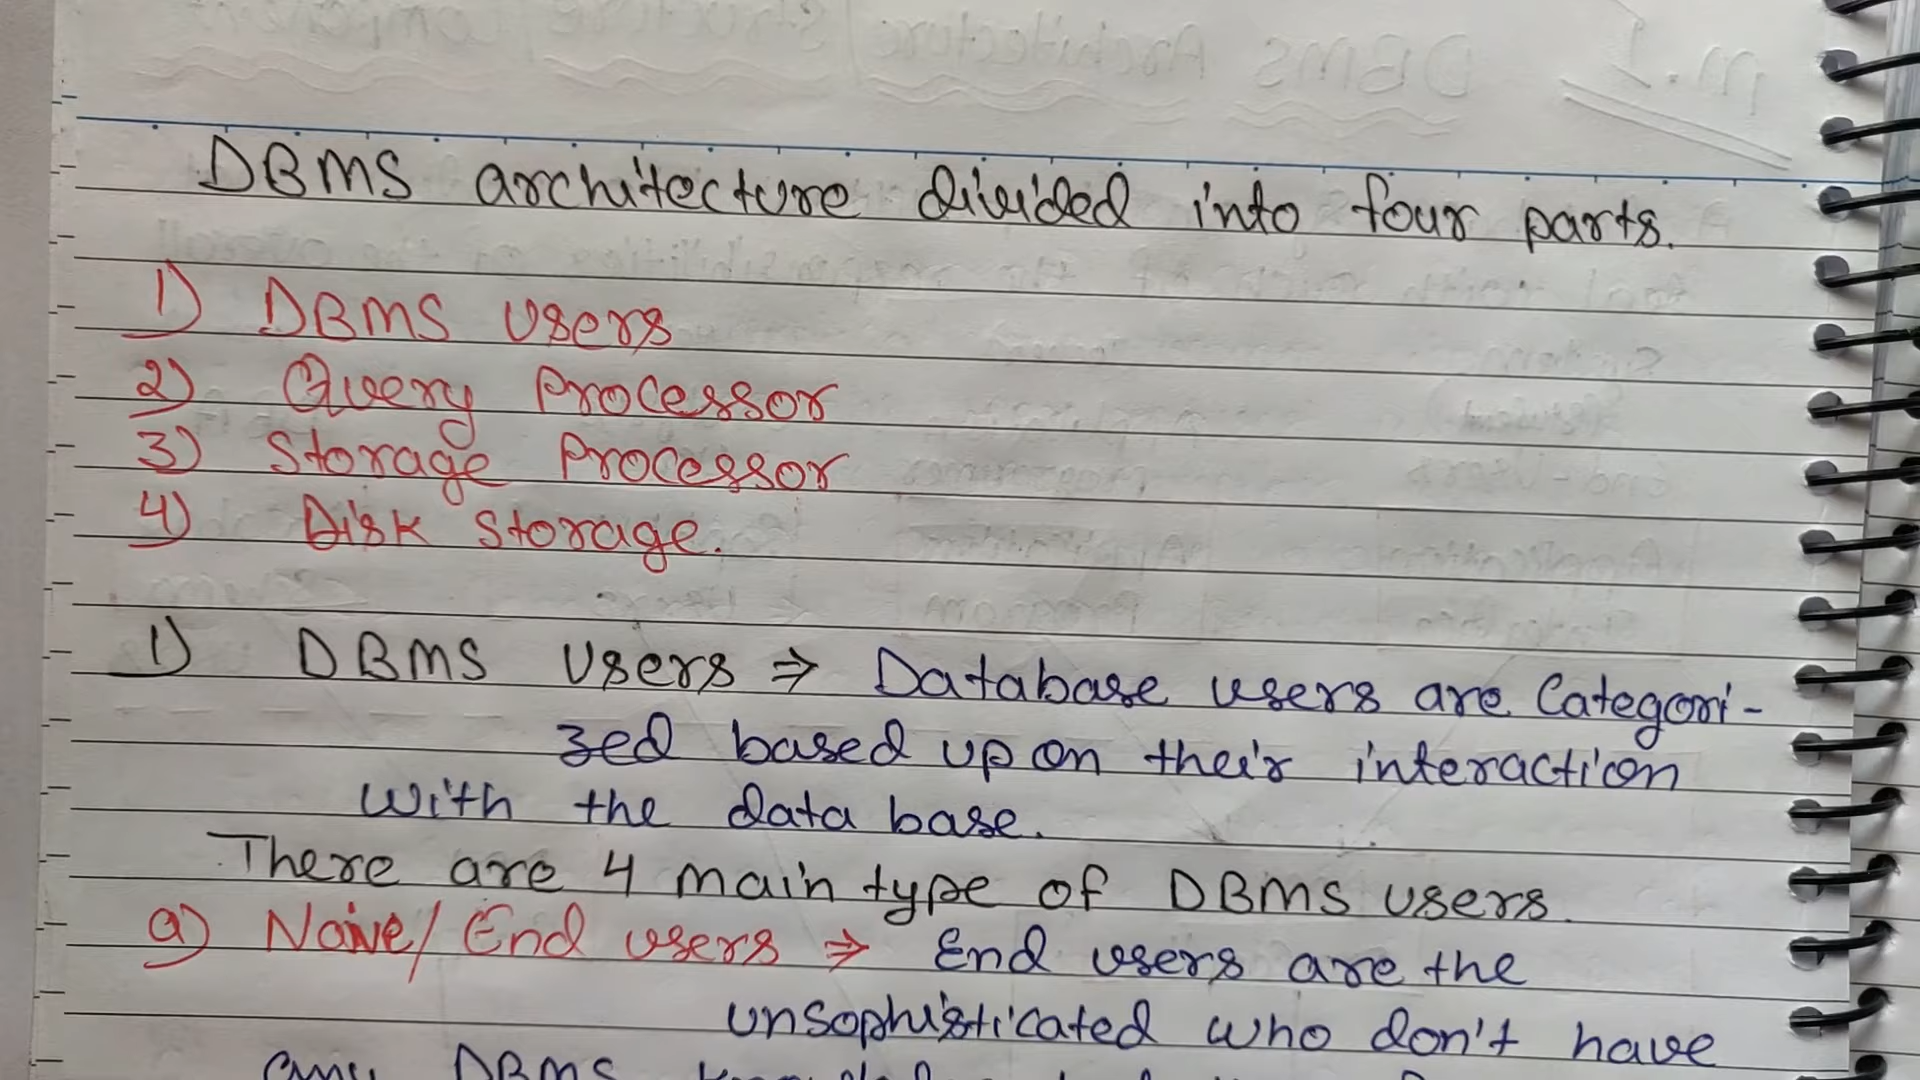 DBMS architecture divided into four parts.
1) DBMS Users
2) Query Processor
3) Storage Processor
4) Disk Storage.
1) DBMS Users ⇒ Database users are Categori-
zed based up on their interaction
with the data base.
There are 4 main type of DBMS users.
a) Naive/End users ⇒ End users are the
unsophisticated who don't have
any DBMS